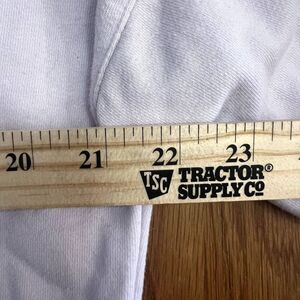 20 21 22 23
TSC TRACTOR®
SUPPLY CO